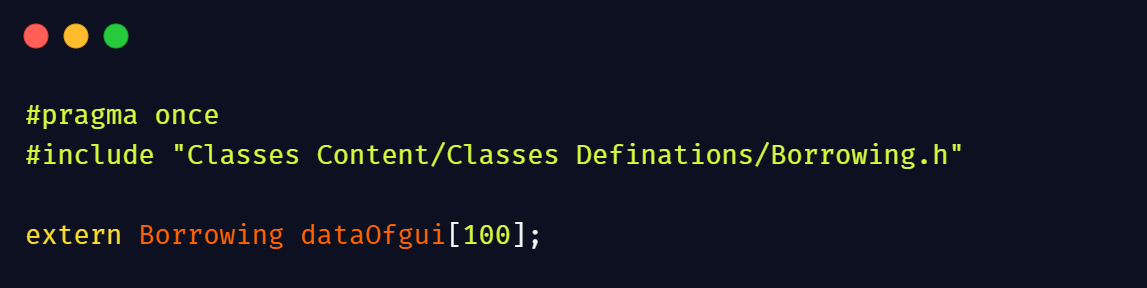 #pragma once
#include "Classes Content/Classes Definations/Borrowing.h"
extern Borrowing dataOfgui[100];